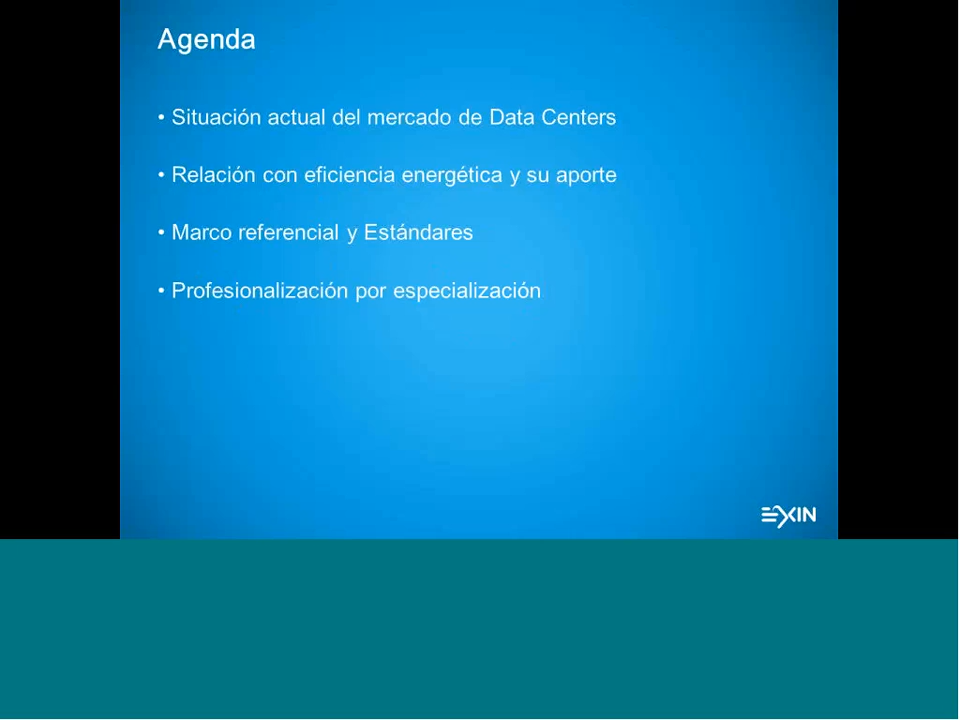 Agenda
• Situación actual del mercado de Data Centers
• Relación con eficiencia energética y su aporte
• Marco referencial y Estándares
• Profesionalización por especialización
EXIN